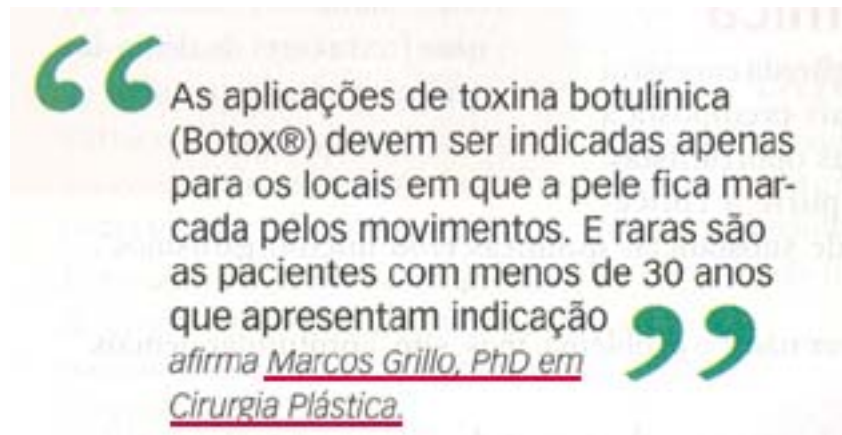 As aplicações de toxina botulínica
(Botox®) devem ser indicadas apenas
para os locais em que a pele fica mar-
cada pelos movimentos. E raras são
as pacientes com menos de 30 anos
que apresentam indicação
afirma Marcos Grillo, PhD em
Cirurgia Plástica.